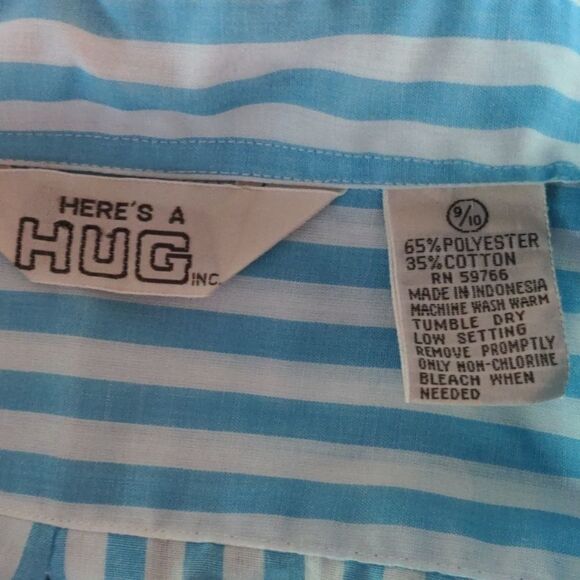 HERE'S A
HUG
INC.
9/10
65% POLYESTER
35% COTTON
RN 59766
MADE IN INDONESIA
MACHINE WASH WARM
TUMBLE DRY
LOW SETTING
REMOVE PROMPTLY
ONLY NON-CHLORINE
BLEACH WHEN
NEEDED